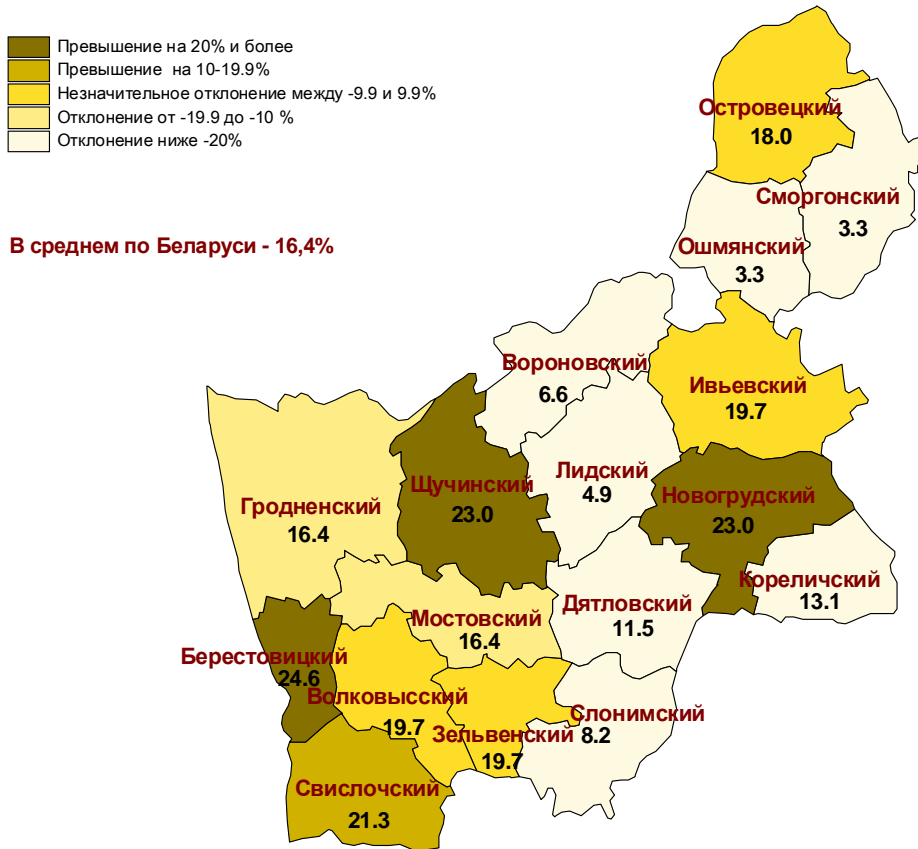 Превышение на 20% и более
Превышение на 10-19.9%
Незначительное отклонение между -9.9 и 9.9%
Отклонение от -19.9 до -10 %
Отклонение ниже -20%
Островецкий
18.0
Сморгонский
3.3
Ошмянский
3.3
В среднем по Беларуси - 16,4%
Вороновский
6.6
Ивьевский
19.7
Щучинский
23.0
Лидский
4.9
Новогрудский
23.0
Гродненский
16.4
Кореличский
13.1
Дятловский
11.5
Мостовский
16.4
Берестовицкий
24.6
Волковысский
19.7
Зельвенский
19.7
Слонимский
8.2
Свислочский
21.3